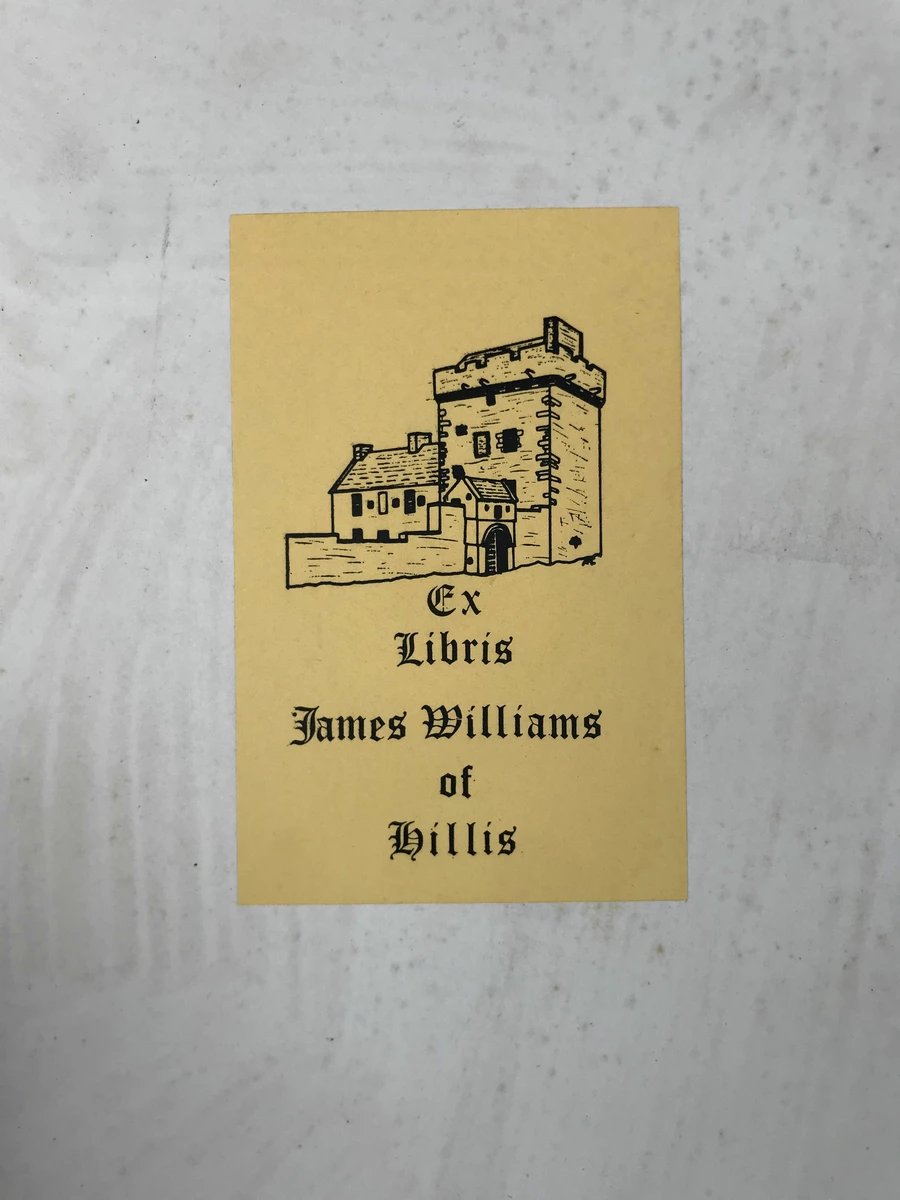 Ex
Libris
James Williams
of
Hillis